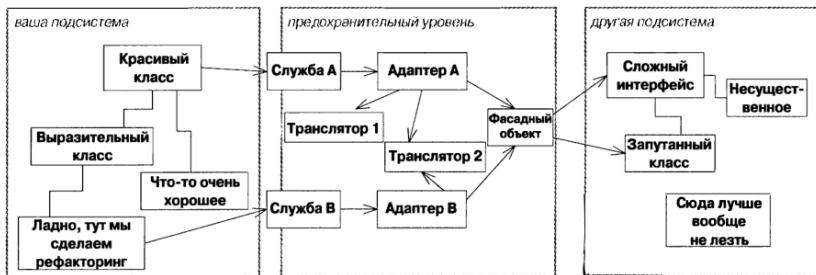 ваша подсистема
Красивый
класс
Выразительный
класс
Что-то очень
хорошее
Ладно, тут мы
сделаем
рефакторинг
предохранительный уровень
Служба А
Адаптер А
Транслятор 1
Транслятор 2
Фасадный
объект
Служба В
Адаптер В
другая подсистема
Сложный
интерфейс
Несущест-
венное
Запутанный
класс
Сюда лучше
вообще
не лезть